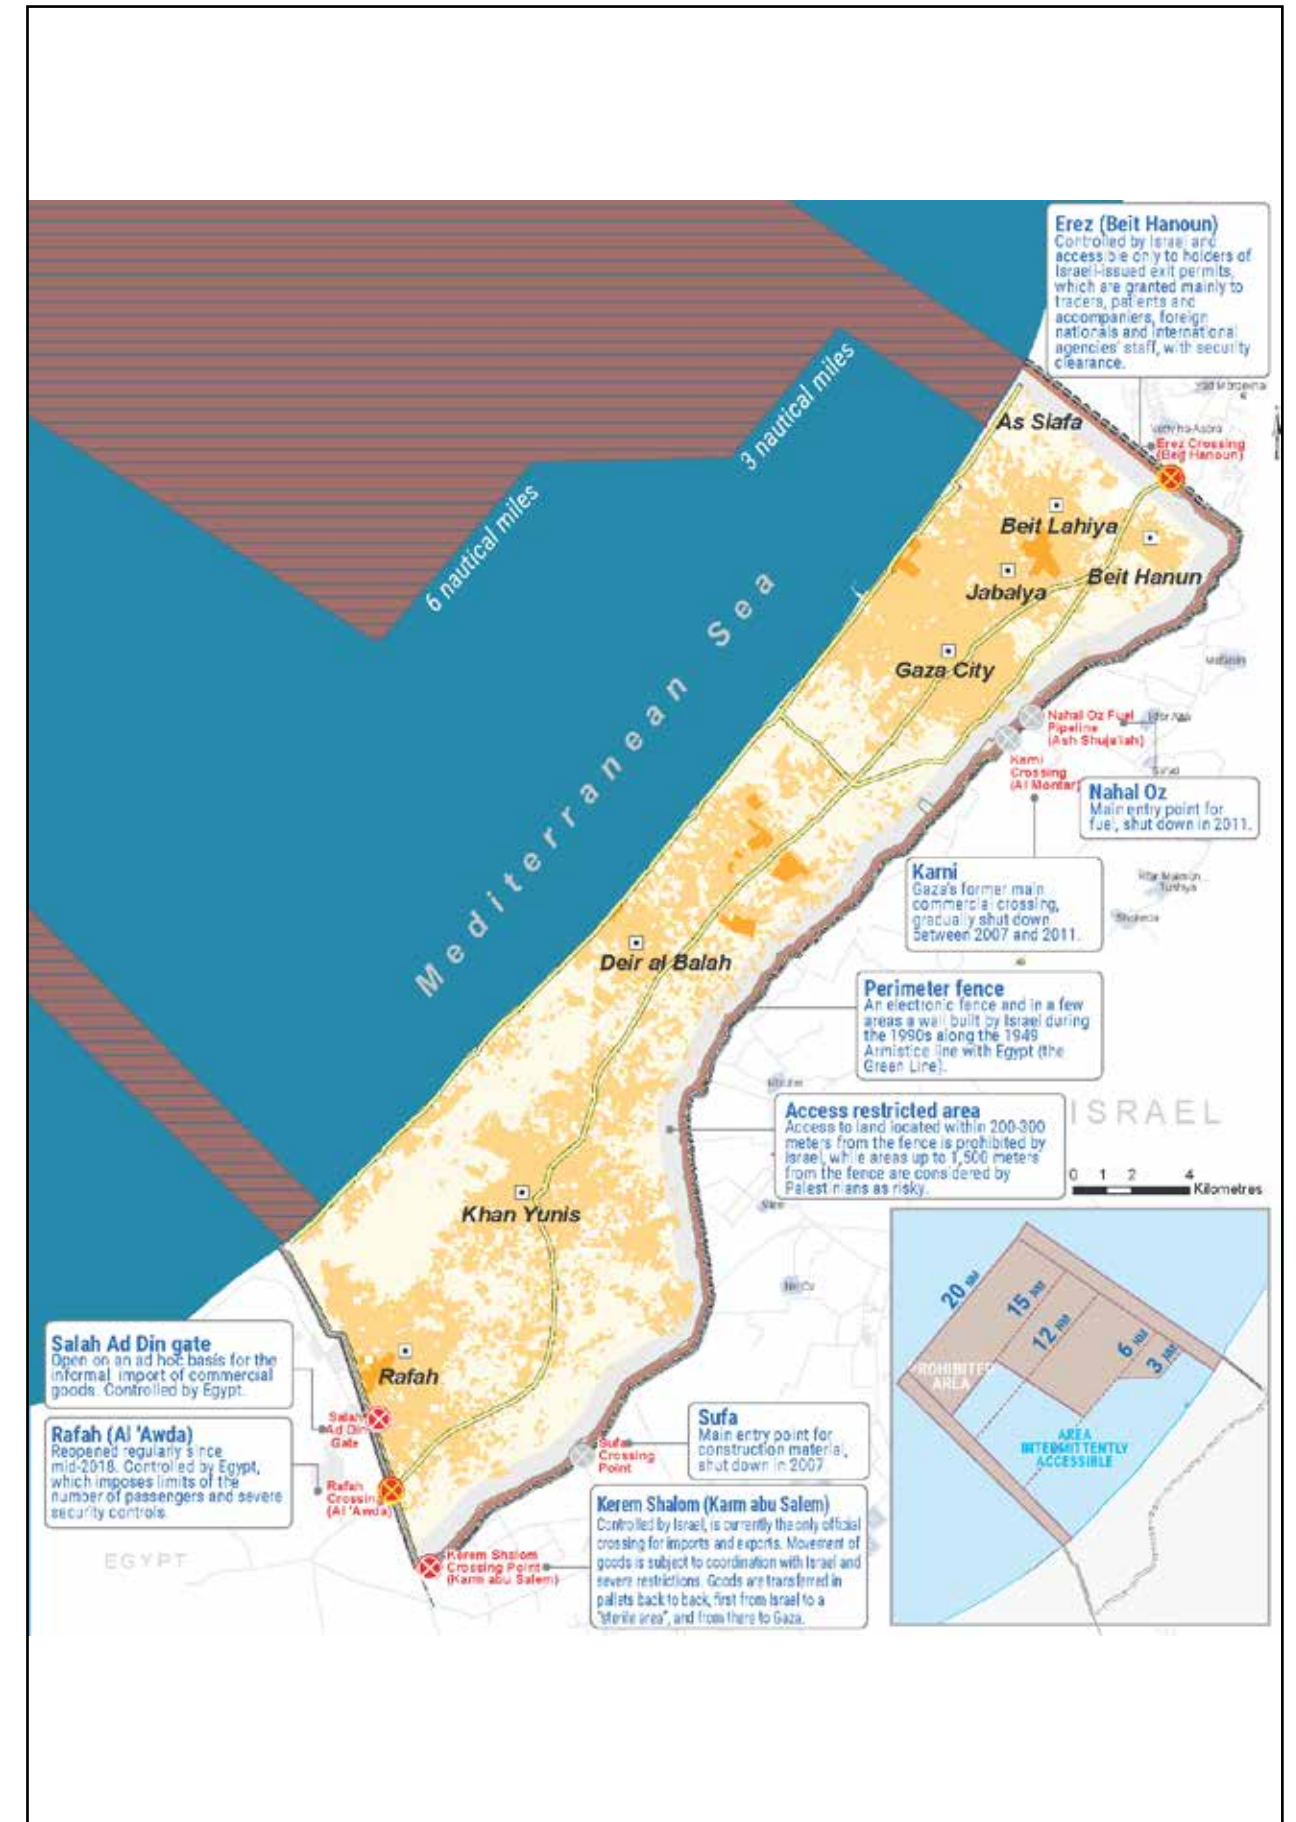 Erez (Beit Hanoun)
Controlled by Israel and
accessible only to holders of
Israeli-issued exit permits,
which are granted mainly to
traders, patients and
accompaniers, foreign
nationals and international
agencies' staff, with security
clearance.
Erez Crossing
(Beit Hanoun)
3 nautical miles
6 nautical miles
Mediterranean Sea
As Siafa
Beit Lahiya
Beit Hanun
Jabalya
Gaza City
Nahal Oz Fuel
Pipeline
(Ash Shuja'iah)
Karni
Crossing
(Al Montar)
Nahal Oz
Main entry point for
fuel, shut down in 2011.
Karni
Gaza's former main
commercial crossing,
gradually shut down
between 2007 and 2011.
Deir al Balah
Perimeter fence
An electronic fence and in a few
areas a wall built by Israel during
the 1990s along the 1949
Armistice line with Egypt (the
Green Line).
Access restricted area
Access to land located within 200-300
meters from the fence is prohibited by
Israel, while areas up to 1,500 meters
from the fence are considered by
Palestinians as risky.
ISRAEL
0 1 2 4
Kilometres
Khan Yunis
20 NM
15 NM
12 NM
6 NM
3 NM
PROHIBITED
AREA
AREA
INTERMITTENTLY
ACCESSIBLE
Salah Ad Din gate
Open on an ad hoc basis for the
informal import of commercial
goods. Controlled by Egypt.
Rafah
Salah
Ad Din
Gate
Rafah (Al 'Awda)
Reopened regularly since
mid-2018. Controlled by Egypt,
which imposes limits of the
number of passengers and severe
security controls.
Rafah
Crossing
(Al 'Awda)
Sufa
Crossing
Point
Sufa
Main entry point for
construction material,
shut down in 2007
EGYPT
Kerem Shalom
Crossing Point
(Karm abu Salem)
Kerem Shalom (Karm abu Salem)
Controlled by Israel, is currently the only official
crossing for imports and exports. Movement of
goods is subject to coordination with Israel and
severe restrictions. Goods are transferred in
pallets back to back, first from Israel to a
"sterile area", and from there to Gaza.